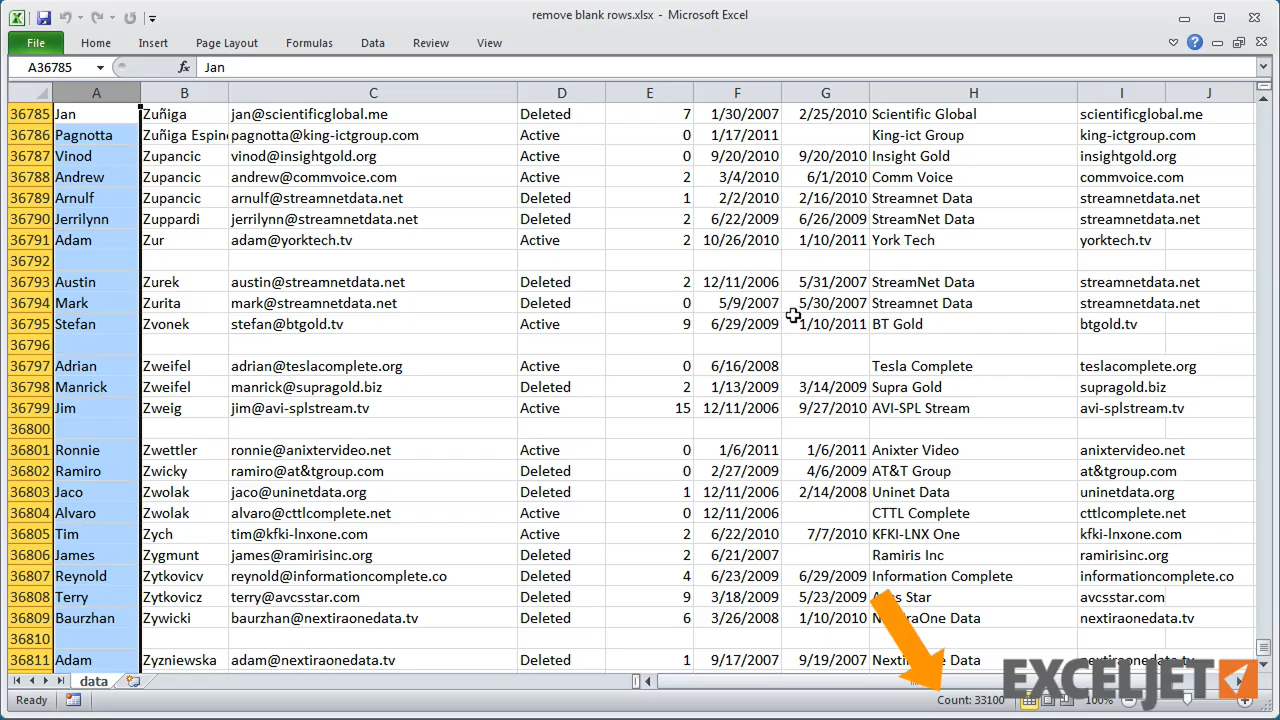 remove blank rows.xlsx - Microsoft Excel
File Home Insert Page Layout Formulas Data Review View
A36785 fx Jan
A B C D E F G H I J
36785 Jan Zuñiga jan@scientificglobal.me Deleted 7 1/30/2007 2/25/2010 Scientific Global scientificglobal.me
36786 Pagnotta Zuñiga Espin pagnotta@king-ictgroup.com Active 0 1/17/2011 King-ict Group king-ictgroup.com
36787 Vinod Zupancic vinod@insightgold.org Active 0 9/20/2010 9/20/2010 Insight Gold insightgold.org
36788 Andrew Zupancic andrew@commvoice.com Active 2 3/4/2010 6/1/2010 Comm Voice commvoice.com
36789 Arnulf Zupancic arnulf@streamnetdata.net Deleted 1 2/2/2010 2/16/2010 Streamnet Data streamnetdata.net
36790 Jerrilynn Zuppardi jerrilynn@streamnetdata.net Deleted 2 6/22/2009 6/26/2009 StreamNet Data streamnetdata.net
36791 Adam Zur adam@yorktech.tv Active 2 10/26/2010 1/10/2011 York Tech yorktech.tv
36792
36793 Austin Zurek austin@streamnetdata.net Deleted 2 12/11/2006 5/31/2007 StreamNet Data streamnetdata.net
36794 Mark Zurita mark@streamnetdata.net Deleted 0 5/9/2007 5/30/2007 Streamnet Data streamnetdata.net
36795 Stefan Zvonek stefan@btgold.tv Active 9 6/29/2009 1/10/2011 BT Gold btgold.tv
36796
36797 Adrian Zweifel adrian@teslacomplete.org Active 0 6/16/2008 Tesla Complete teslacomplete.org
36798 Manrick Zweifel manrick@supragold.biz Deleted 2 1/13/2009 3/14/2009 Supra Gold supragold.biz
36799 Jim Zweig jim@avi-splstream.tv Active 15 12/11/2006 9/27/2010 AVI-SPL Stream avi-splstream.tv
36800
36801 Ronnie Zwettler ronnie@anixtervideo.net Active 0 1/6/2011 1/6/2011 Anixter Video anixtervideo.net
36802 Ramiro Zwicky ramiro@at&tgroup.com Deleted 0 2/27/2009 4/6/2009 AT&T Group at&tgroup.com
36803 Jaco Zwolak jaco@uninetdata.org Deleted 1 12/11/2006 2/14/2008 Uninet Data uninetdata.org
36804 Alvaro Zwolak alvaro@cttlcomplete.net Active 0 12/11/2006 CTTL Complete cttlcomplete.net
36805 Tim Zych tim@kfki-lnxone.com Active 2 6/22/2010 7/7/2010 KFKI-LNX One kfki-lnxone.com
36806 James Zygmunt james@ramirisinc.org Deleted 2 6/21/2007 Ramiris Inc ramirisinc.org
36807 Reynold Zytkovicv reynold@informationcomplete.co Deleted 4 6/23/2009 6/29/2009 Information Complete informationcomplete.co
36808 Terry Zytkovicz terry@avcsstar.com Deleted 9 3/18/2009 5/23/2009 Star avcsstar.com
36809 Baurzhan Zywicki baurzhan@nextiraonedata.tv Deleted 6 3/26/2008 1/10/2010 Data nextiraonedata.tv
36810
36811 Adam Zyzniewska adam@nextiraonedata.tv Deleted 1 9/17/2007 9/19/2007 Data nextiraonedata.tv
data
EXCELJET
Ready Count: 33100 100%